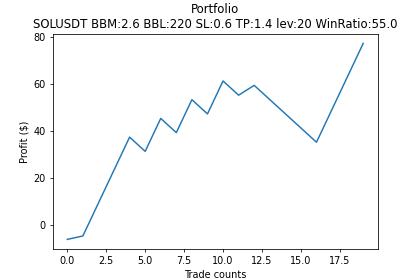 Portfolio
SOLUSDT BBM:2.6 BBL:220 SL:0.6 TP:1.4 lev:20 WinRatio:55.0
80
60
40
20
0
Profit ($)
0.0 2.5 5.0 7.5 10.0 12.5 15.0 17.5
Trade counts